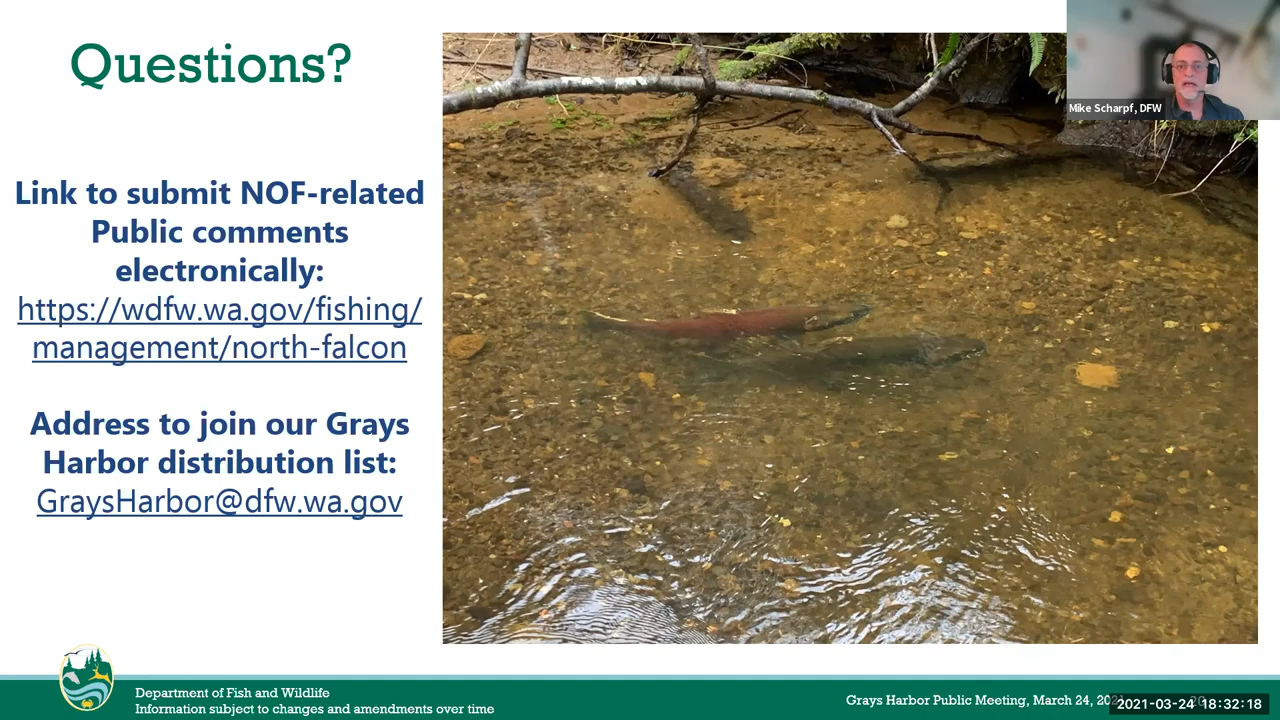 Questions?
Mike Scharpf, DFW
Link to submit NOF-related
Public comments
electronically:
https://wdfw.wa.gov/fishing/
management/north-falcon
Address to join our Grays
Harbor distribution list:
GraysHarbor@dfw.wa.gov
Department of Fish and Wildlife
Information subject to changes and amendments over time
Grays Harbor Public Meeting, March 24, 2021
2021-03-24 18:32:18